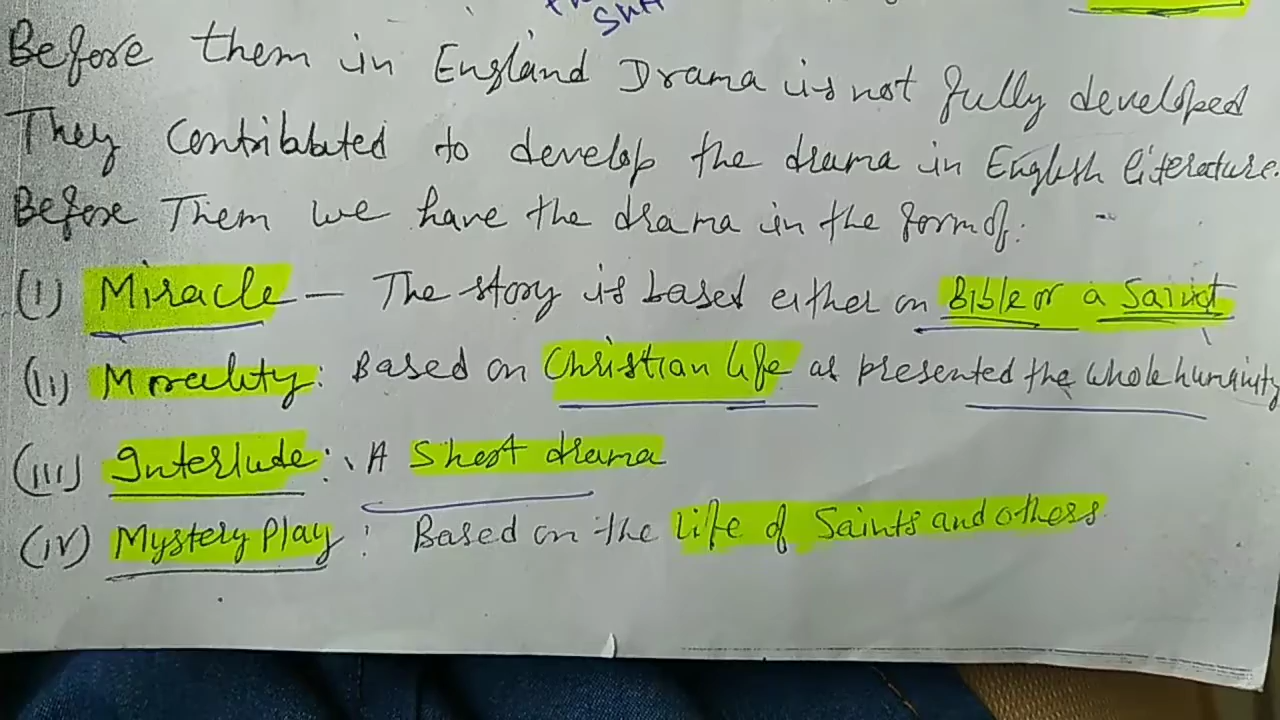 Before them in England Drama is not fully developed
They Contribbted to develop the drama in English literature.
Before Them we have the drama in the form of: -
(I) Miracle — The story is based either on Bible or a Saint
(II) Morality: Based on Christian life as presented the whole humanity
(III) Interlude: A Short drama
(IV) Mystery Play: Based on the life of Saints and others.